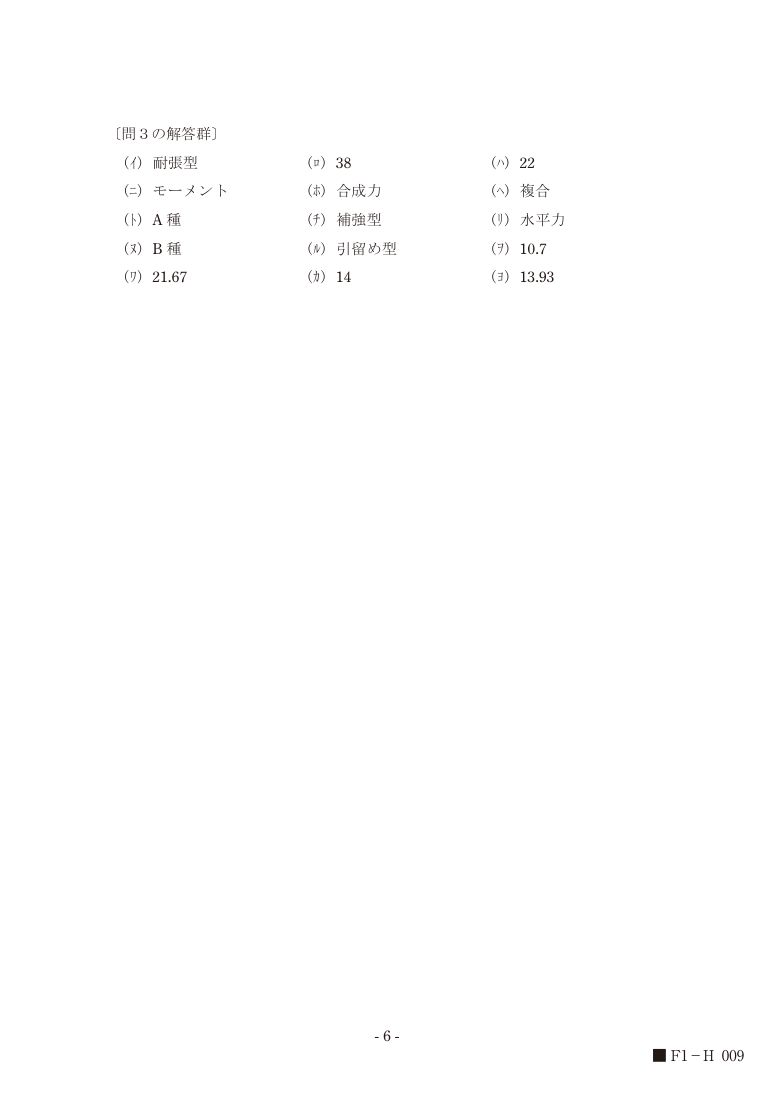 〔問３の解答群〕
(ｲ) 耐張型 (ﾛ) 38 (ﾊ) 22
(ﾆ) モーメント (ﾎ) 合成力 (ﾍ) 複合
(ﾄ) A 種 (ﾁ) 補強型 (ﾘ) 水平力
(ﾇ) B 種 (ﾙ) 引留め型 (ｦ) 10.7
(ﾜ) 21.67 (ｶ) 14 (ﾖ) 13.93
- 6 -
■ F1－H 009